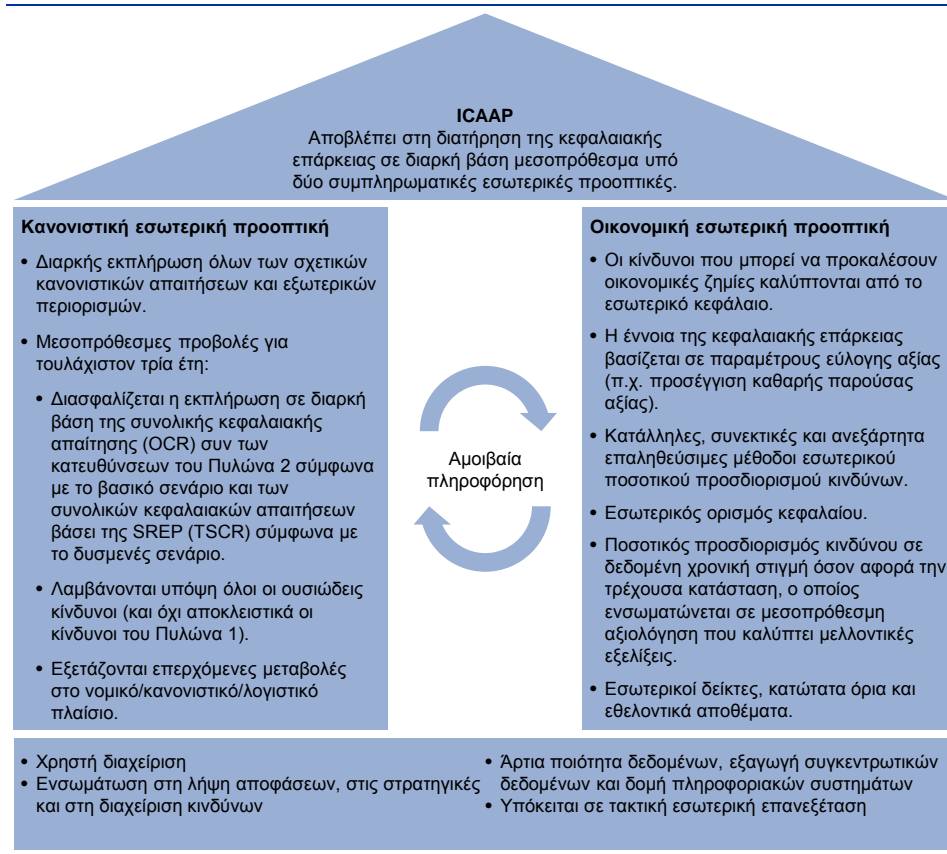 ICAAP
Αποβλέπει στη διατήρηση της κεφαλαιακής
επάρκειας σε διαρκή βάση μεσοπρόθεσμα υπό
δύο συμπληρωματικές εσωτερικές προοπτικές.
Κανονιστική εσωτερική προοπτική
• Διαρκής εκπλήρωση όλων των σχετικών
κανονιστικών απαιτήσεων και εξωτερικών
περιορισμών.
• Μεσοπρόθεσμες προβολές για
τουλάχιστον τρία έτη:
• Διασφαλίζεται η εκπλήρωση σε διαρκή
βάση της συνολικής κεφαλαιακής
απαίτησης (OCR) συν των
κατευθύνσεων του Πυλώνα 2 σύμφωνα
με το βασικό σενάριο και των
συνολικών κεφαλαιακών απαιτήσεων
βάσει της SREP (TSCR) σύμφωνα με
το δυσμενές σενάριο.
• Λαμβάνονται υπόψη όλοι οι ουσιώδεις
κίνδυνοι (και όχι αποκλειστικά οι
κίνδυνοι του Πυλώνα 1).
• Εξετάζονται επερχόμενες μεταβολές
στο νομικό/κανονιστικό/λογιστικό
πλαίσιο.
Αμοιβαία
πληροφόρηση
Οικονομική εσωτερική προοπτική
• Οι κίνδυνοι που μπορεί να προκαλέσουν
οικονομικές ζημίες καλύπτονται από το
εσωτερικό κεφάλαιο.
• Η έννοια της κεφαλαιακής επάρκειας
βασίζεται σε παραμέτρους εύλογης αξίας
(π.χ. προσέγγιση καθαρής παρούσας
αξίας).
• Κατάλληλες, συνεκτικές και ανεξάρτητα
επαληθεύσιμες μέθοδοι εσωτερικού
ποσοτικού προσδιορισμού κινδύνων.
• Εσωτερικός ορισμός κεφαλαίου.
• Ποσοτικός προσδιορισμός κινδύνου σε
δεδομένη χρονική στιγμή όσον αφορά την
τρέχουσα κατάσταση, ο οποίος
ενσωματώνεται σε μεσοπρόθεσμη
αξιολόγηση που καλύπτει μελλοντικές
εξελίξεις.
• Εσωτερικοί δείκτες, κατώτατα όρια και
εθελοντικά αποθέματα.
• Χρηστή διαχείριση
• Ενσωμάτωση στη λήψη αποφάσεων, στις στρατηγικές
και στη διαχείριση κινδύνων
• Άρτια ποιότητα δεδομένων, εξαγωγή συγκεντρωτικών
δεδομένων και δομή πληροφοριακών συστημάτων
• Υπόκειται σε τακτική εσωτερική επανεξέταση